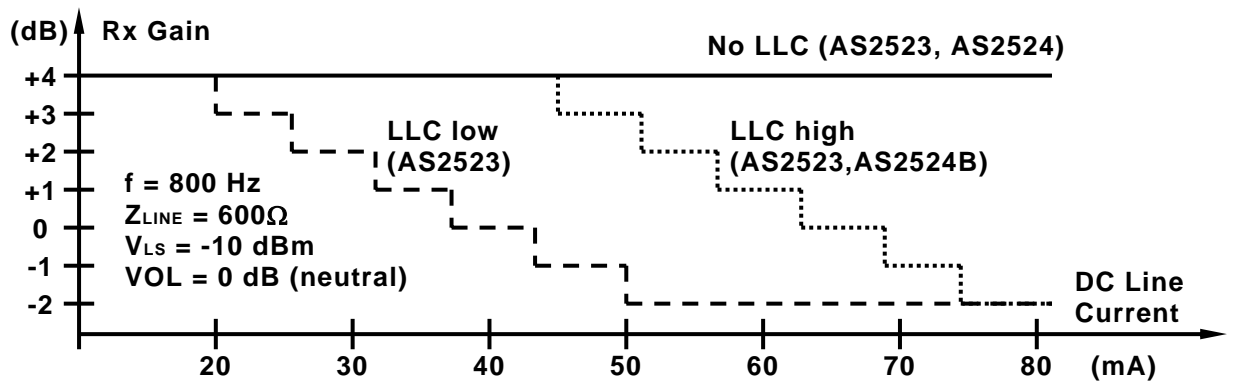 (dB) Rx Gain
No LLC (AS2523, AS2524)
+4
+3
+2
+1
0
-1
-2
LLC low
(AS2523)
LLC high
(AS2523,AS2524B)
f = 800 Hz
ZLINE = 600Ω
VLS = -10 dBm
VOL = 0 dB (neutral)
DC Line
Current
20 30 40 50 60 70 80 (mA)